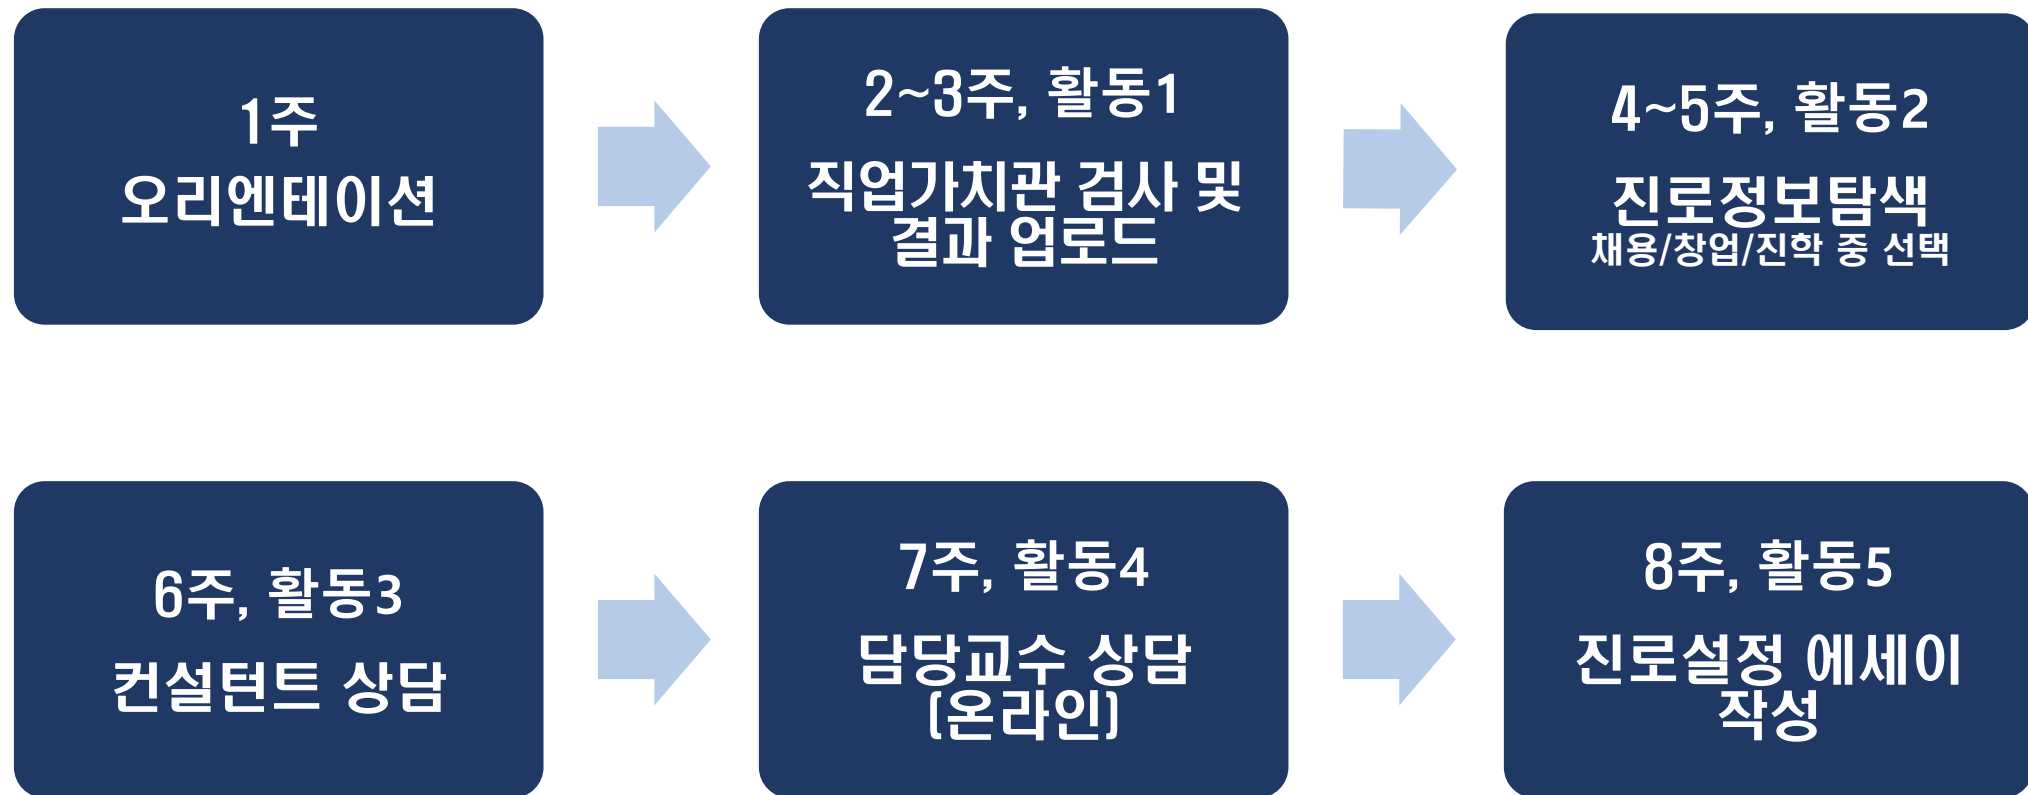 1주
오리엔테이션
2~3주, 활동1
직업가치관 검사 및
결과 업로드
4~5주, 활동2
진로정보탐색
채용/창업/진학 중 선택
6주, 활동3
컨설턴트 상담
7주, 활동4
담당교수 상담
(온라인)
8주, 활동5
진로설정 에세이
작성